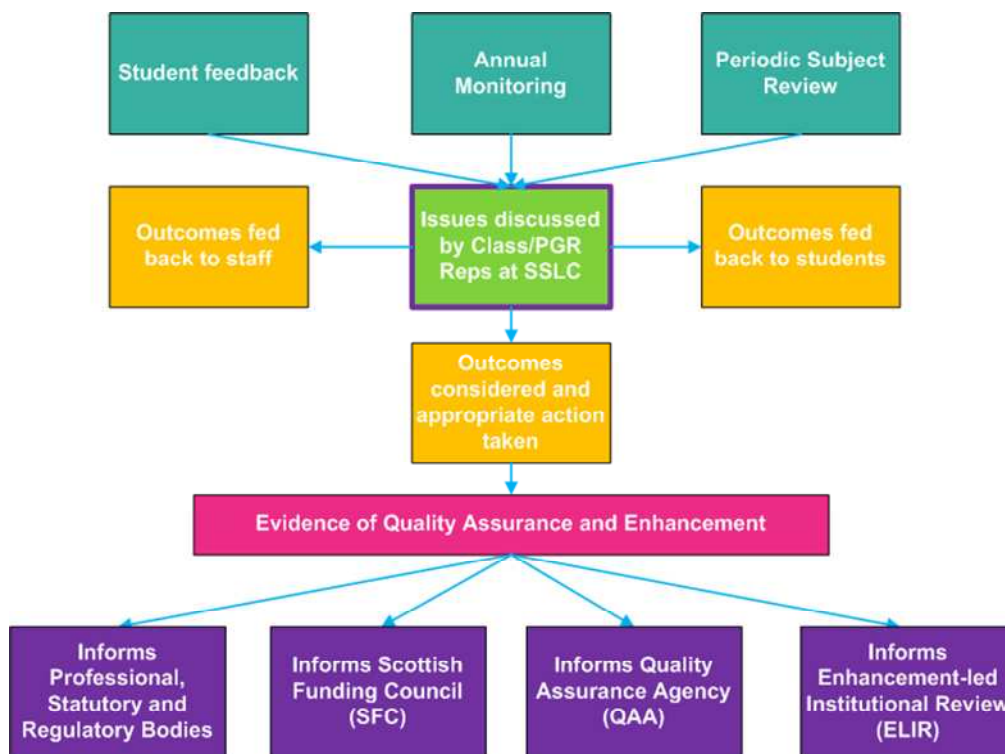 Student feedback
Annual
Monitoring
Periodic Subject
Review
Outcomes fed
back to staff
Issues discussed
by Class/PGR
Reps at SSLC
Outcomes fed
back to students
Outcomes
considered and
appropriate action
taken
Evidence of Quality Assurance and Enhancement
Informs
Professional,
Statutory and
Regulatory Bodies
Informs Scottish
Funding Council
(SFC)
Informs Quality
Assurance Agency
(QAA)
Informs
Enhancement-led
Institutional Review
(ELIR)